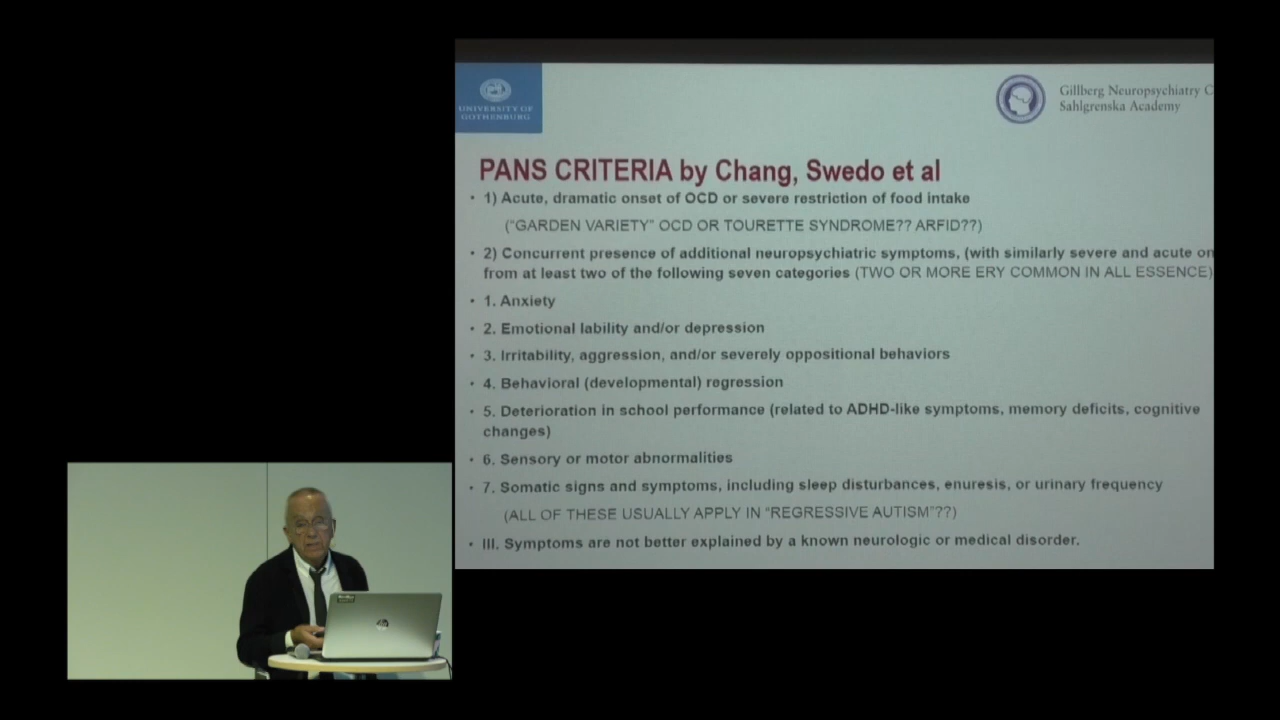 UNIVERSITY OF
GOTHENBURG
Gillberg Neuropsychiatry C
Sahlgrenska Academy
PANS CRITERIA by Chang, Swedo et al
• 1) Acute, dramatic onset of OCD or severe restriction of food intake
("GARDEN VARIETY" OCD OR TOURETTE SYNDROME?? ARFID??)
• 2) Concurrent presence of additional neuropsychiatric symptoms, (with similarly severe and acute on
from at least two of the following seven categories (TWO OR MORE ERY COMMON IN ALL ESSENCE)
• 1. Anxiety
• 2. Emotional lability and/or depression
• 3. Irritability, aggression, and/or severely oppositional behaviors
• 4. Behavioral (developmental) regression
• 5. Deterioration in school performance (related to ADHD-like symptoms, memory deficits, cognitive
changes)
• 6. Sensory or motor abnormalities
• 7. Somatic signs and symptoms, including sleep disturbances, enuresis, or urinary frequency
(ALL OF THESE USUALLY APPLY IN "REGRESSIVE AUTISM"??)
• III. Symptoms are not better explained by a known neurologic or medical disorder.
hp